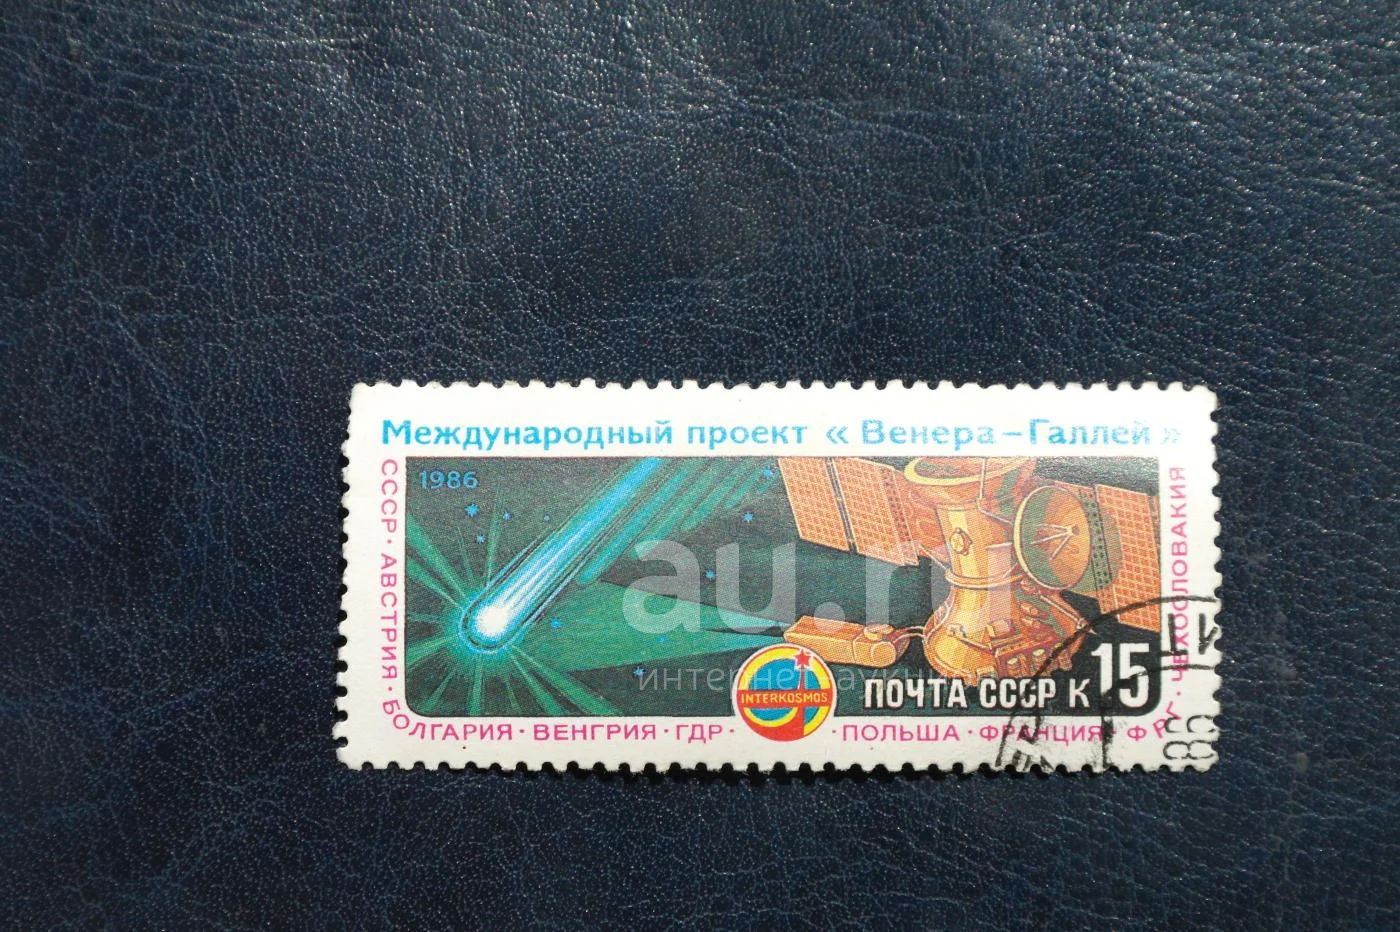 Международный проект « Венера – Галлей »
1986
СССР · АВСТРИЯ · БОЛГАРИЯ · ВЕНГРИЯ · ГДР · · ПОЛЬША · ФРАНЦИЯ · ФРГ · ЧЕХОСЛОВАКИЯ
INTERKOSMOS
ПОЧТА СССР К 15
au.ru
интернет-аукцион